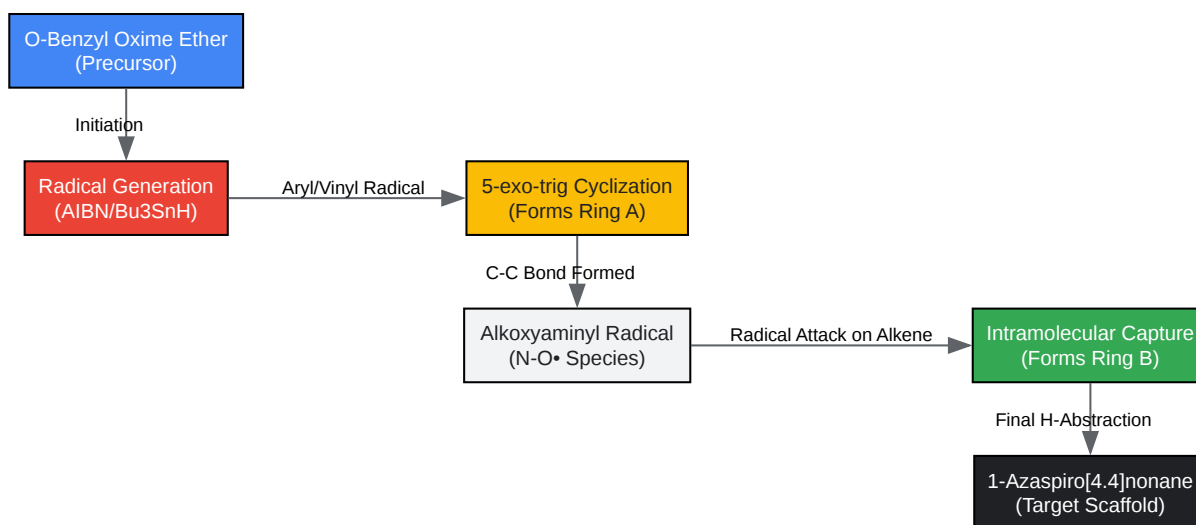 O-Benzyl Oxime Ether
(Precursor)
Initiation
Radical Generation
(AIBN/Bu3SnH)
Aryl/Vinyl Radical
5-exo-trig Cyclization
(Forms Ring A)
C-C Bond Formed
Alkoxyaminyl Radical
(N-O• Species)
Radical Attack on Alkene
Intramolecular Capture
(Forms Ring B)
Final H-Abstraction
1-Azaspiro[4.4]nonane
(Target Scaffold)